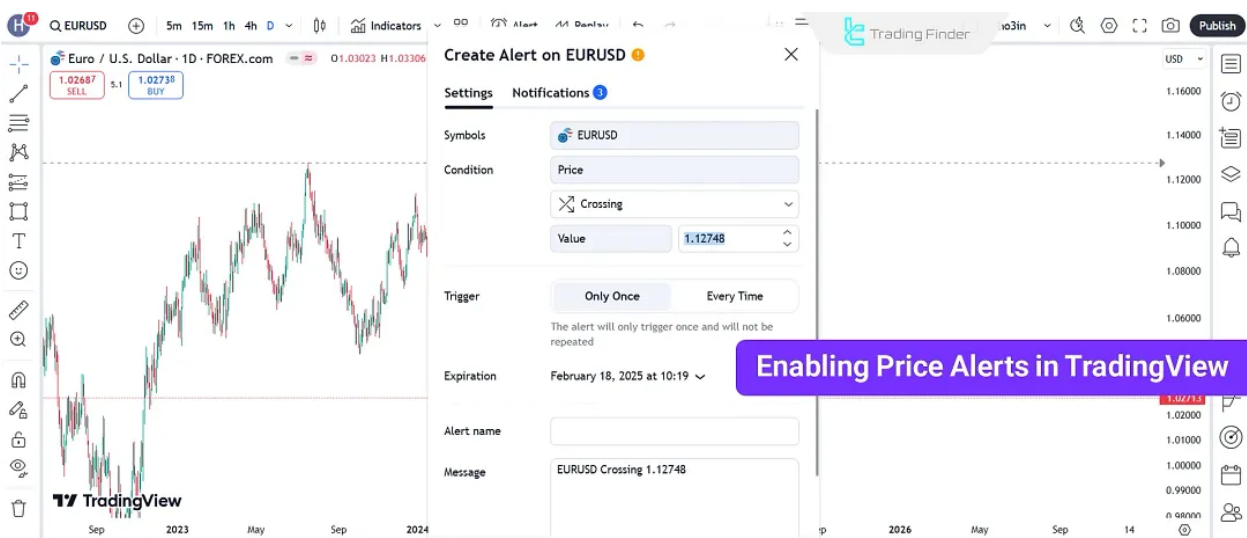 H 11 EURUSD 5m 15m 1h 4h D Indicators Alert Replay Publish
Trading Finder
Euro / U.S. Dollar · 1D · FOREX.com O1.03023 H1.03306
1.02687 SELL 5.1 1.02738 BUY
USD
Create Alert on EURUSD
Settings Notifications 3
Symbols EURUSD
Condition Price
Crossing
Value 1.12748
Trigger Only Once Every Time
The alert will only trigger once and will not be
repeated
Expiration February 18, 2025 at 10:19
Alert name
Message EURUSD Crossing 1.12748
Enabling Price Alerts in TradingView
1.16000
1.14000
1.12000
1.10000
1.08000
1.06000
1.02713
1.02000
1.01000
1.00000
0.99000
0.98000
TradingView
Sep 2023 May Sep 2024 2026 May Sep 14